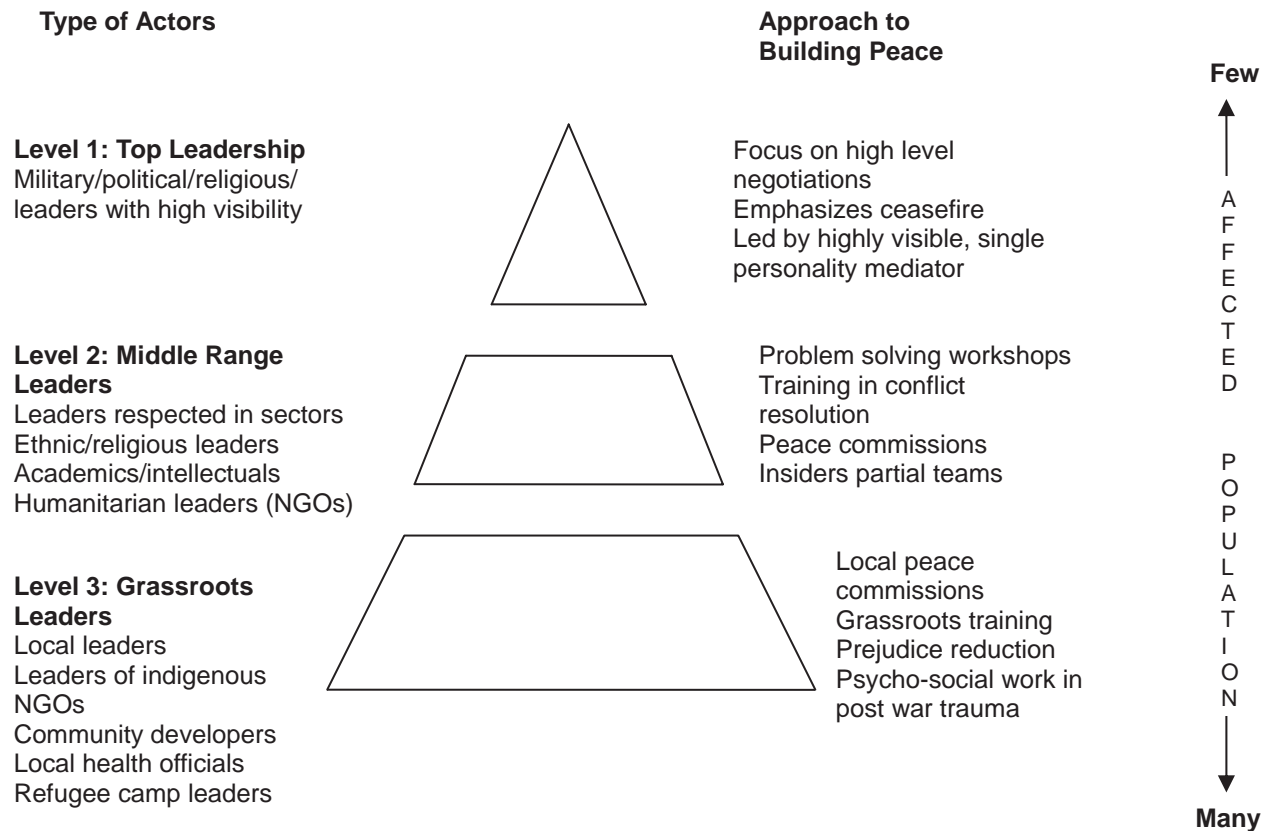 Type of Actors
Approach to
Building Peace
Few
Level 1: Top Leadership
Military/political/religious/
leaders with high visibility
Focus on high level
negotiations
Emphasizes ceasefire
Led by highly visible, single
personality mediator
Level 2: Middle Range
Leaders
Leaders respected in sectors
Ethnic/religious leaders
Academics/intellectuals
Humanitarian leaders (NGOs)
Problem solving workshops
Training in conflict
resolution
Peace commissions
Insiders partial teams
Level 3: Grassroots
Leaders
Local leaders
Leaders of indigenous
NGOs
Community developers
Local health officials
Refugee camp leaders
Local peace
commissions
Grassroots training
Prejudice reduction
Psycho-social work in
post war trauma
AFFECTED POPULATION
Many